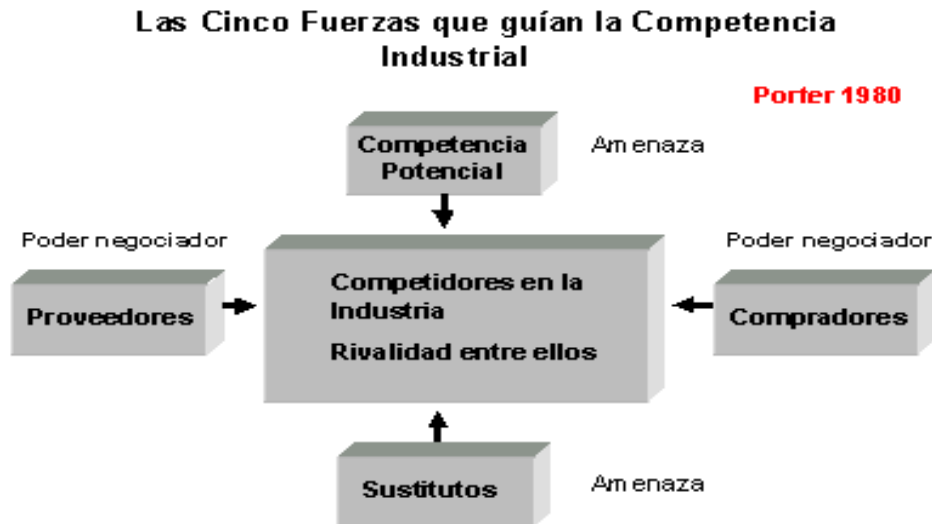 Las Cinco Fuerzas que guían la Competencia
Industrial
Porter 1980
Competencia
Potencial
Amenaza
Poder negociador
Poder negociador
Proveedores
Competidores en la
Industria
Rivalidad entre ellos
Compradores
Sustitutos
Amenaza